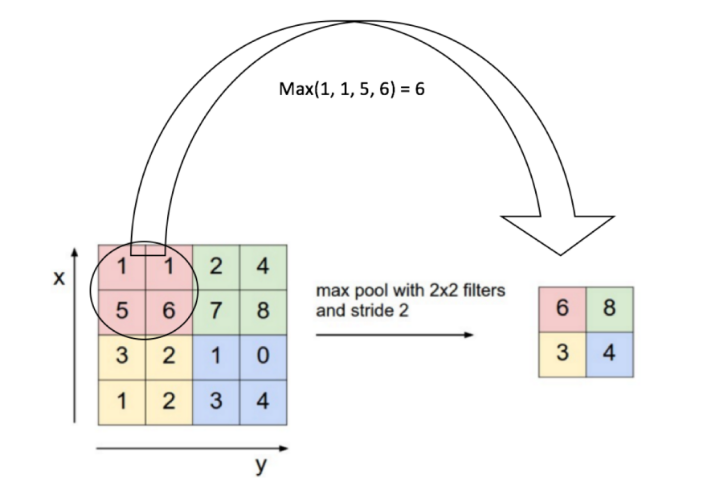 Max(1, 1, 5, 6) = 6
x
1 1 2 4
5 6 7 8
3 2 1 0
1 2 3 4
y
max pool with 2x2 filters
and stride 2
6 8
3 4